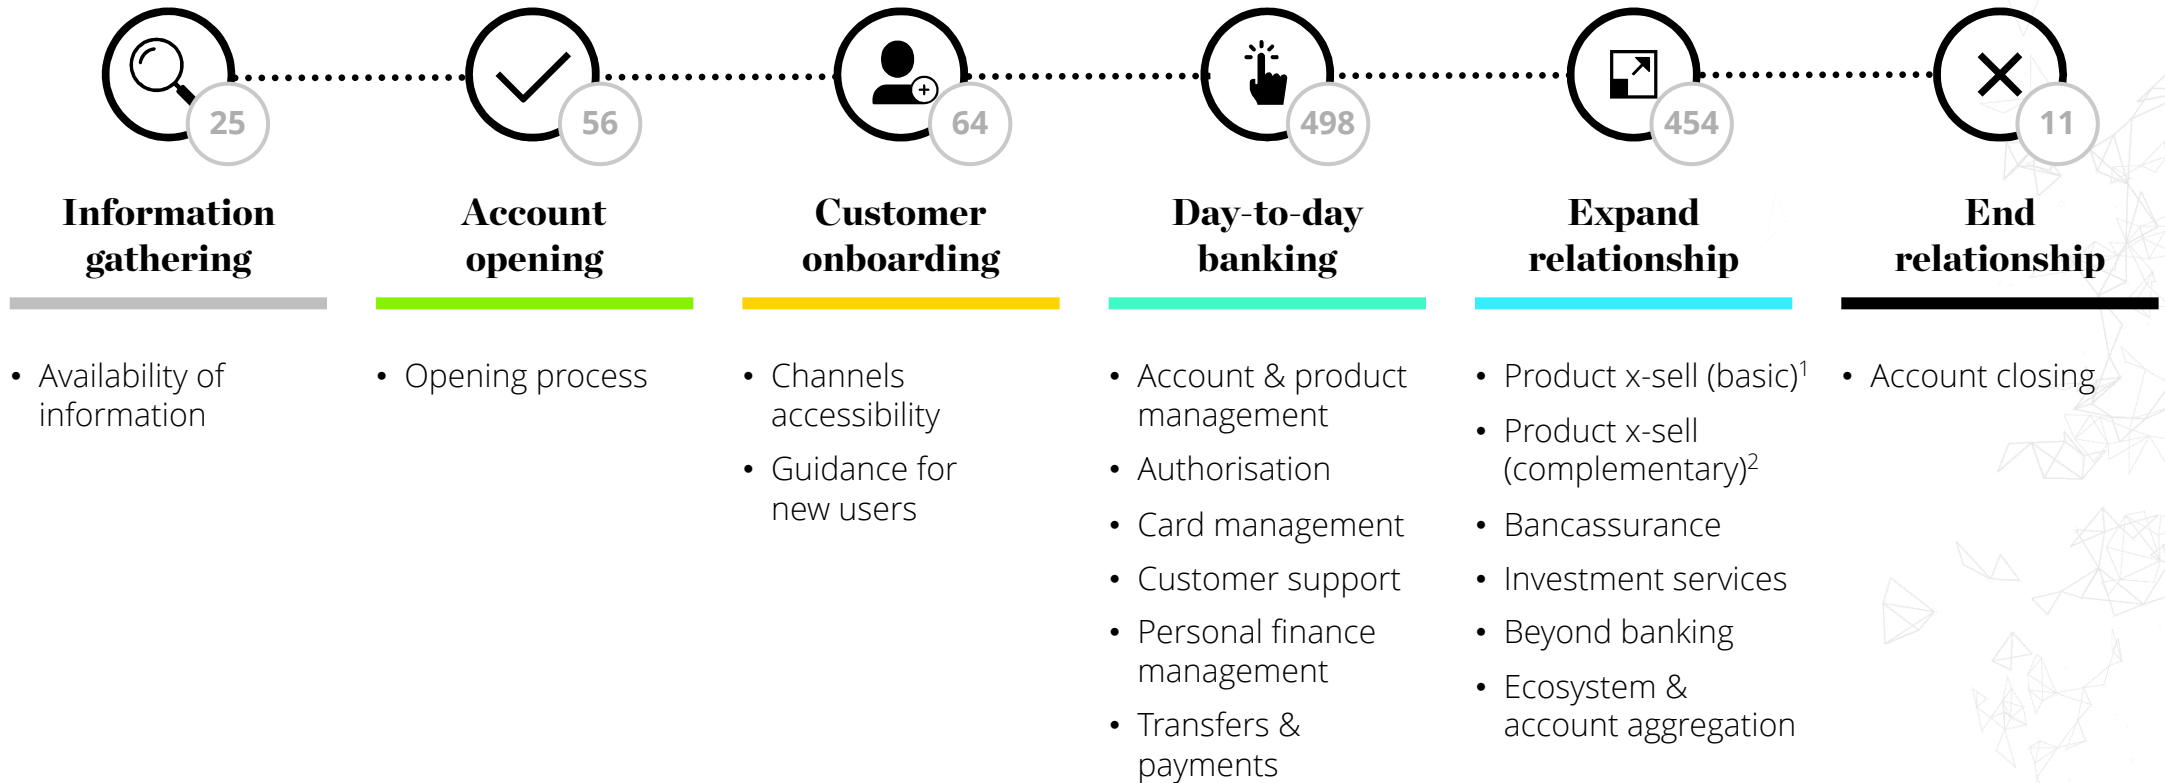 25
56
64
498
454
11
Information
gathering
Account
opening
Customer
onboarding
Day-to-day
banking
Expand
relationship
End
relationship
• Availability of
information
• Opening process
• Channels
accessibility
• Guidance for
new users
• Account & product
management
• Authorisation
• Card management
• Customer support
• Personal finance
management
• Transfers &
payments
• Product x-sell (basic)¹
• Product x-sell
(complementary)²
• Bancassurance
• Investment services
• Beyond banking
• Ecosystem &
account aggregation
• Account closing